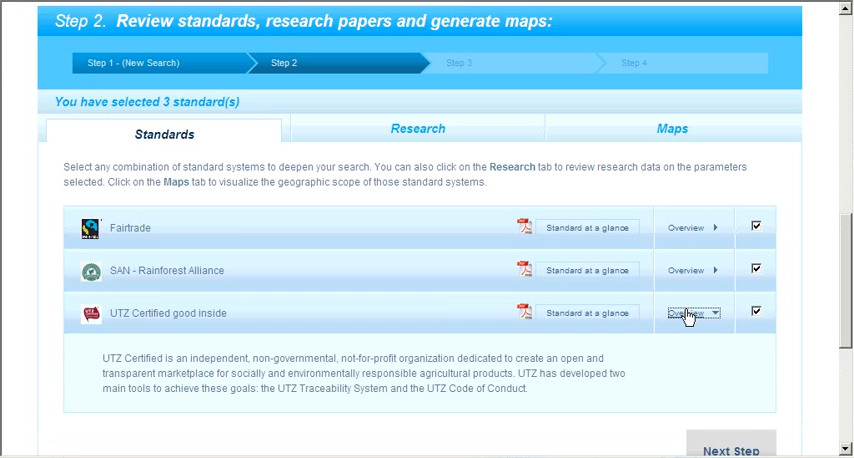 Step 2. Review standards, research papers and generate maps:
Step 1 - (New Search) Step 2 Step 3 Step 4
You have selected 3 standard(s)
Standards Research Maps
Select any combination of standard systems to deepen your search. You can also click on the Research tab to review research data on the parameters
selected. Click on the Maps tab to visualize the geographic scope of those standard systems.
Fairtrade Standard at a glance Overview
SAN - Rainforest Alliance Standard at a glance Overview
UTZ Certified good inside Standard at a glance Overview
UTZ Certified is an independent, non-governmental, not-for-profit organization dedicated to create an open and
transparent marketplace for socially and environmentally responsible agricultural products. UTZ has developed two
main tools to achieve these goals: the UTZ Traceability System and the UTZ Code of Conduct.
Next Step